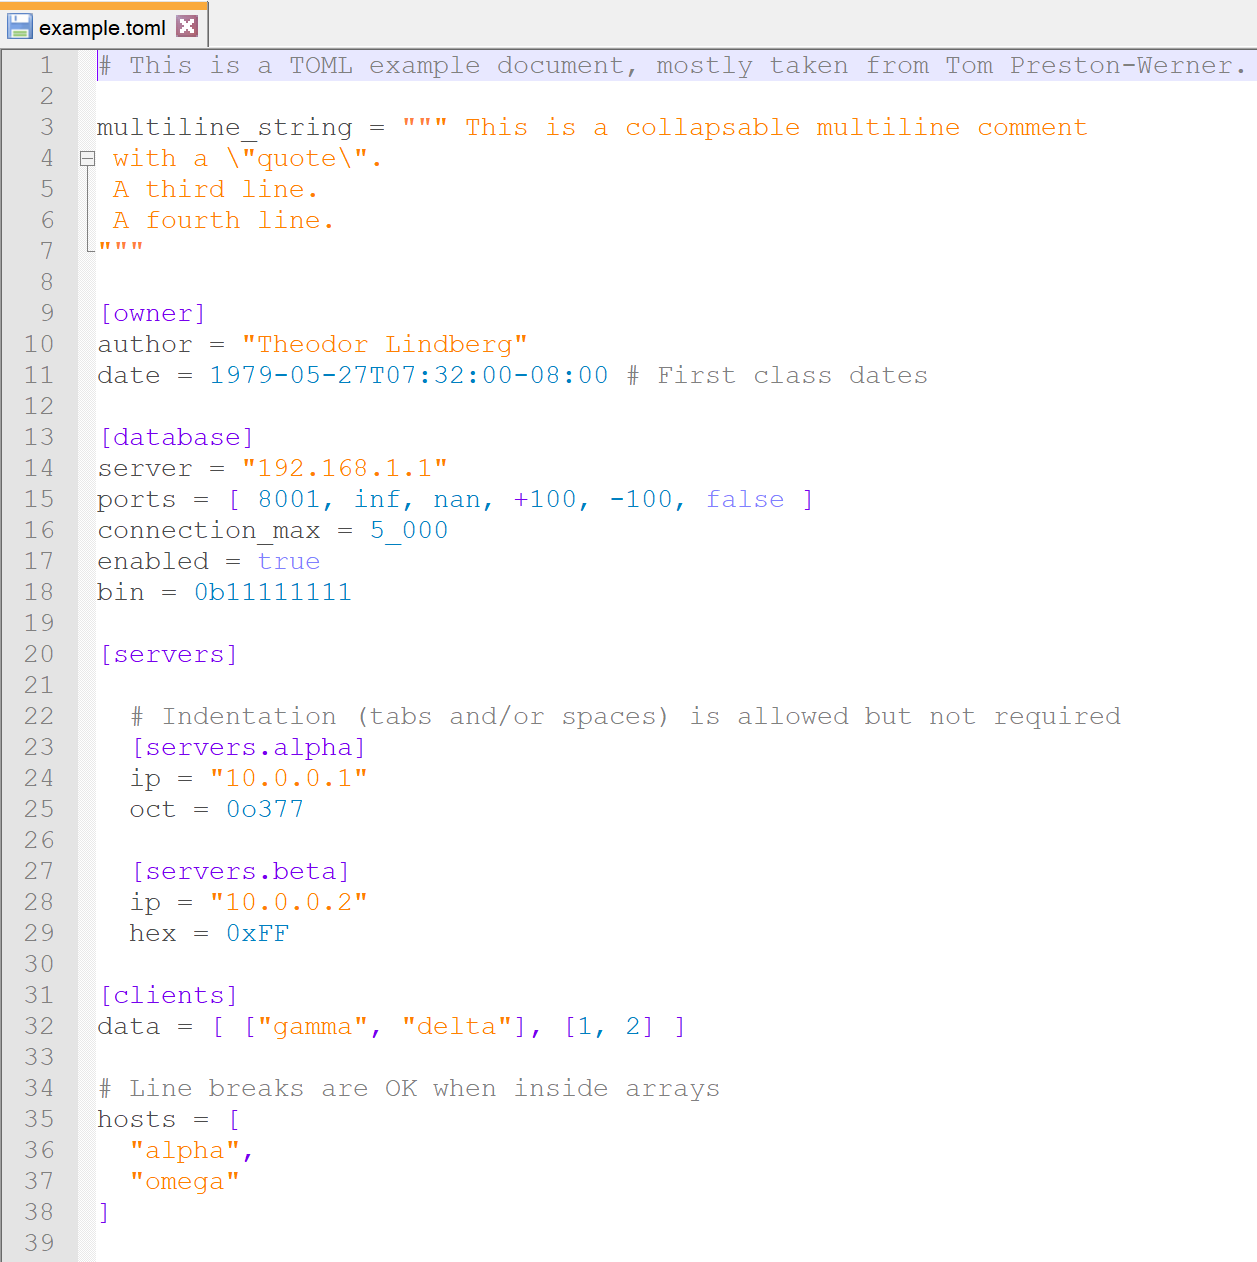 example.toml
1 # This is a TOML example document, mostly taken from Tom Preston-Werner.
2
3 multiline_string = """ This is a collapsable multiline comment
4 with a \"quote\".
5 A third line.
6 A fourth line.
7 """
8
9 [owner]
10 author = "Theodor Lindberg"
11 date = 1979-05-27T07:32:00-08:00 # First class dates
12
13 [database]
14 server = "192.168.1.1"
15 ports = [ 8001, inf, nan, +100, -100, false ]
16 connection_max = 5_000
17 enabled = true
18 bin = 0b11111111
19
20 [servers]
21
22 # Indentation (tabs and/or spaces) is allowed but not required
23 [servers.alpha]
24 ip = "10.0.0.1"
25 oct = 0o377
26
27 [servers.beta]
28 ip = "10.0.0.2"
29 hex = 0xFF
30
31 [clients]
32 data = [ ["gamma", "delta"], [1, 2] ]
33
34 # Line breaks are OK when inside arrays
35 hosts = [
36 "alpha",
37 "omega"
38 ]
39